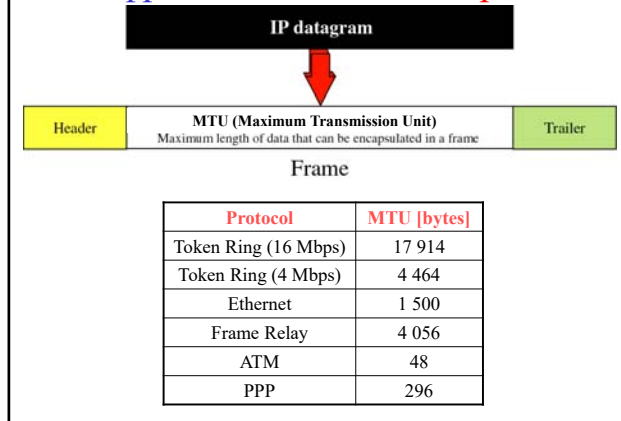 IP datagram
Header
MTU (Maximum Transmission Unit)
Maximum length of data that can be encapsulated in a frame
Trailer
Frame
Protocol MTU [bytes]
Token Ring (16 Mbps) 17 914
Token Ring (4 Mbps) 4 464
Ethernet 1 500
Frame Relay 4 056
ATM 48
PPP 296